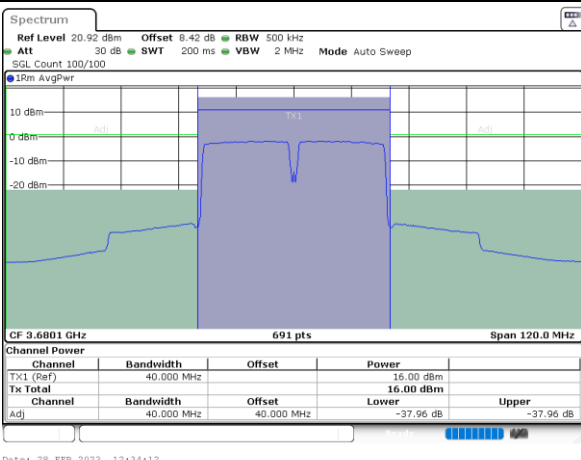 Spectrum
Ref Level 20.92 dBm Offset 8.42 dB RBW 500 kHz
Att 30 dB SWT 200 ms VBW 2 MHz Mode Auto Sweep
SGL Count 100/100
1Rm AvgPwr
10 dBm
TX1
Adj Adj
0 dBm
-10 dBm
-20 dBm
CF 3.6801 GHz 691 pts Span 120.0 MHz
Channel Power
Channel Bandwidth Offset Power
TX1 (Ref) 40.000 MHz 16.00 dBm
Tx Total 16.00 dBm
Channel Bandwidth Offset Lower Upper
Adj 40.000 MHz 40.000 MHz -37.96 dB -37.96 dB
Ready